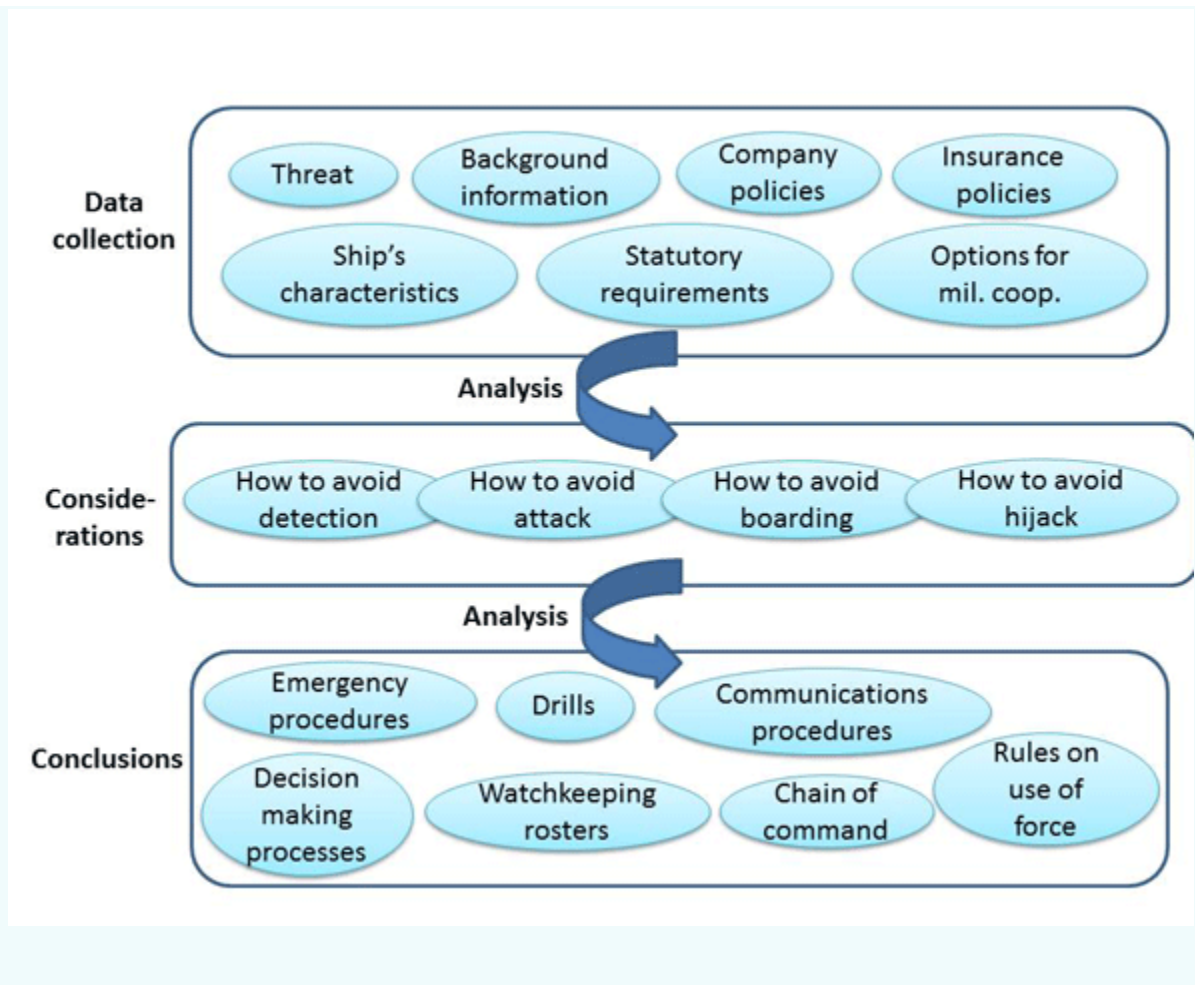 Data
collection
Threat
Background
information
Company
policies
Insurance
policies
Ship's
characteristics
Statutory
requirements
Options for
mil. coop.
Analysis
Conside-
rations
How to avoid
detection
How to avoid
attack
How to avoid
boarding
How to avoid
hijack
Analysis
Conclusions
Emergency
procedures
Drills
Communications
procedures
Decision
making
processes
Watchkeeping
rosters
Chain of
command
Rules on
use of
force